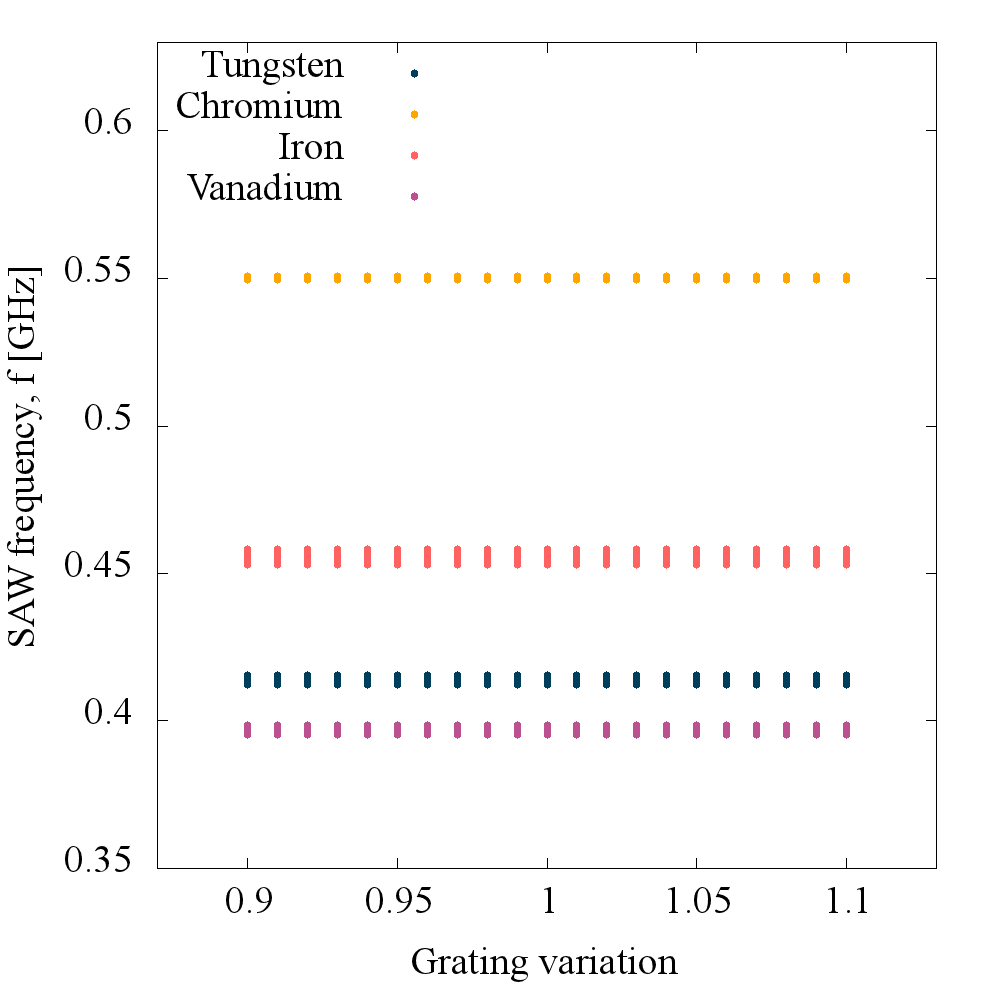 Tungsten
Chromium
Iron
Vanadium
0.6
0.55
0.5
0.45
0.4
0.35
SAW frequency, f [GHz]
0.9 0.95 1 1.05 1.1
Grating variation